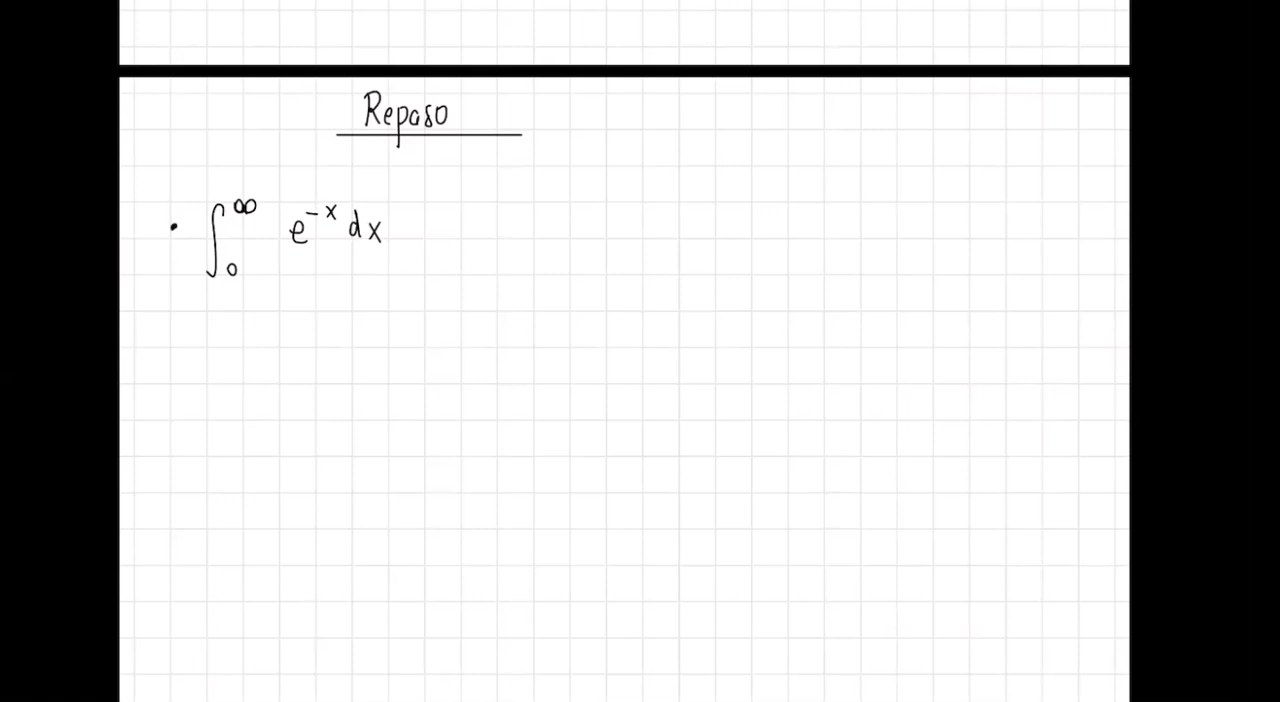 Repaso
• ∫₀^∞ e^{-x} dx